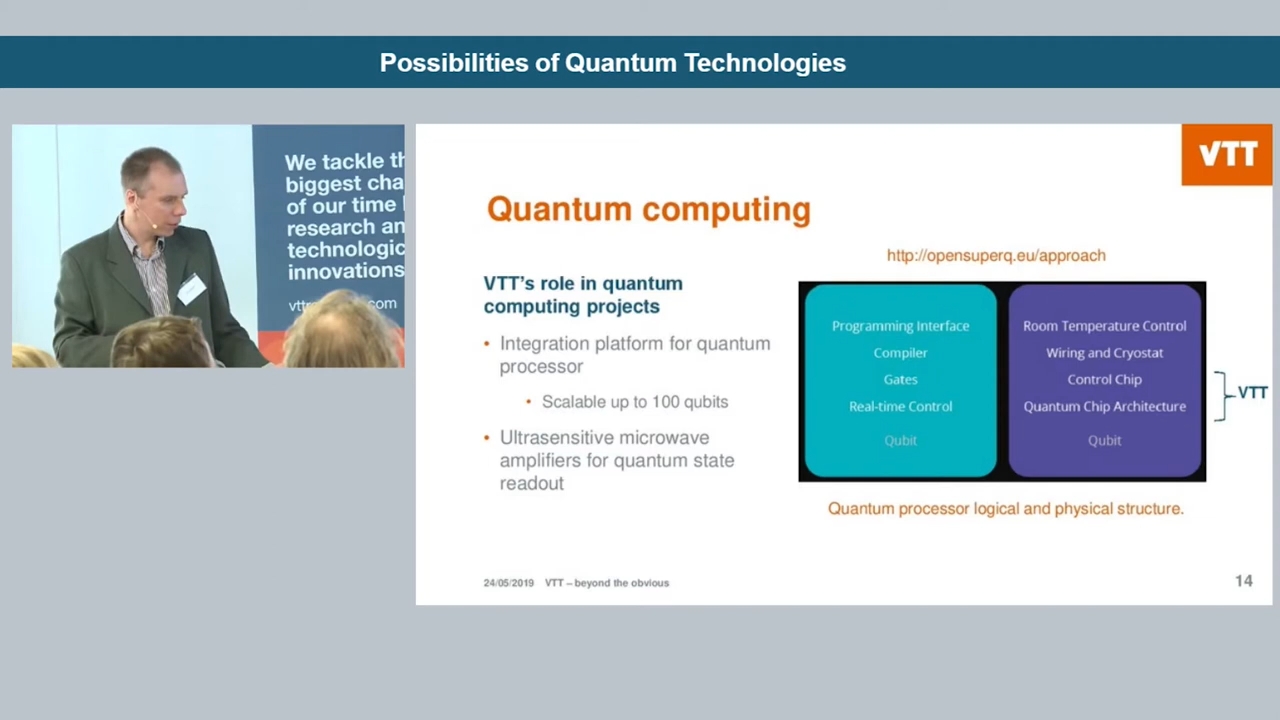 Possibilities of Quantum Technologies
We tackle th
biggest cha
of our time
research an
technologic
innovations
vttr
.com
VTT
Quantum computing
http://opensuperq.eu/approach
VTT's role in quantum
computing projects
• Integration platform for quantum
processor
• Scalable up to 100 qubits
• Ultrasensitive microwave
amplifiers for quantum state
readout
Programming Interface
Compiler
Gates
Real-time Control
Qubit
Room Temperature Control
Wiring and Cryostat
Control Chip
Quantum Chip Architecture
Qubit
VTT
Quantum processor logical and physical structure.
24/05/2019 VTT – beyond the obvious
14